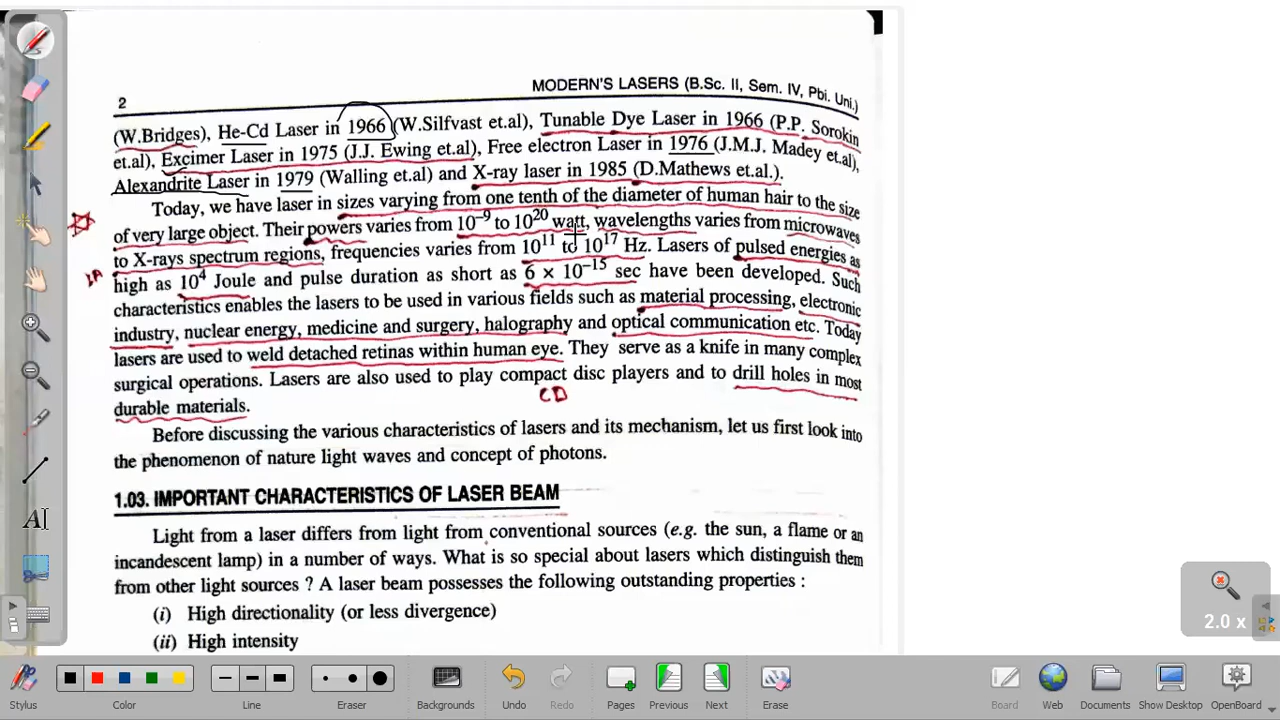 2
MODERN'S LASERS (B.Sc. II, Sem. IV, Pbi. Uni.)
(W.Bridges), He-Cd Laser in 1966 (W.Silfvast et.al), Tunable Dye Laser in 1966 (P.P. Sorokin
et.al), Excimer Laser in 1975 (J.J. Ewing et.al), Free electron Laser in 1976 (J.M.J. Madey et.al),
Alexandrite Laser in 1979 (Walling et.al) and X-ray laser in 1985 (D.Mathews et.al.).
Today, we have laser in sizes varying from one tenth of the diameter of human hair to the size
of very large object. Their powers varies from 10⁻⁹ to 10²⁰ watt, wavelengths varies from microwaves
to X-rays spectrum regions, frequencies varies from 10¹¹ to 10¹⁷ Hz. Lasers of pulsed energies as
high as 10⁴ Joule and pulse duration as short as 6 × 10⁻¹⁵ sec have been developed. Such
characteristics enables the lasers to be used in various fields such as material processing, electronic
industry, nuclear energy, medicine and surgery, halography and optical communication etc. Today
lasers are used to weld detached retinas within human eye. They serve as a knife in many complex
surgical operations. Lasers are also used to play compact disc players and to drill holes in most
CD
durable materials.
Before discussing the various characteristics of lasers and its mechanism, let us first look into
the phenomenon of nature light waves and concept of photons.
1.03. IMPORTANT CHARACTERISTICS OF LASER BEAM
Light from a laser differs from light from conventional sources (e.g. the sun, a flame or an
incandescent lamp) in a number of ways. What is so special about lasers which distinguish them
from other light sources ? A laser beam possesses the following outstanding properties :
(i) High directionality (or less divergence)
(ii) High intensity
2.0 x
Stylus Color Line Eraser Backgrounds Undo Redo Pages Previous Next Erase Board Web Documents Show Desktop OpenBoard